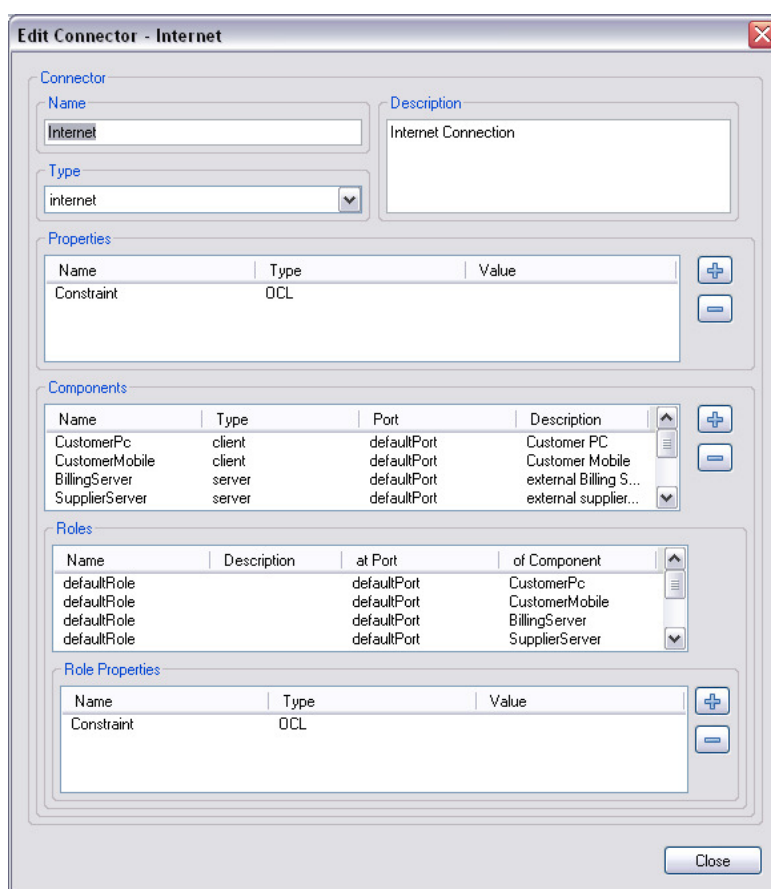 Edit Connector - Internet
Connector
Name
Internet
Description
Internet Connection
Type
internet
Properties
Name Type Value
Constraint OCL
Components
Name Type Port Description
CustomerPc client defaultPort Customer PC
CustomerMobile client defaultPort Customer Mobile
BillingServer server defaultPort external Billing S...
SupplierServer server defaultPort external supplier...
Roles
Name Description at Port of Component
defaultRole defaultPort CustomerPc
defaultRole defaultPort CustomerMobile
defaultRole defaultPort BillingServer
defaultRole defaultPort SupplierServer
Role Properties
Name Type Value
Constraint OCL
Close